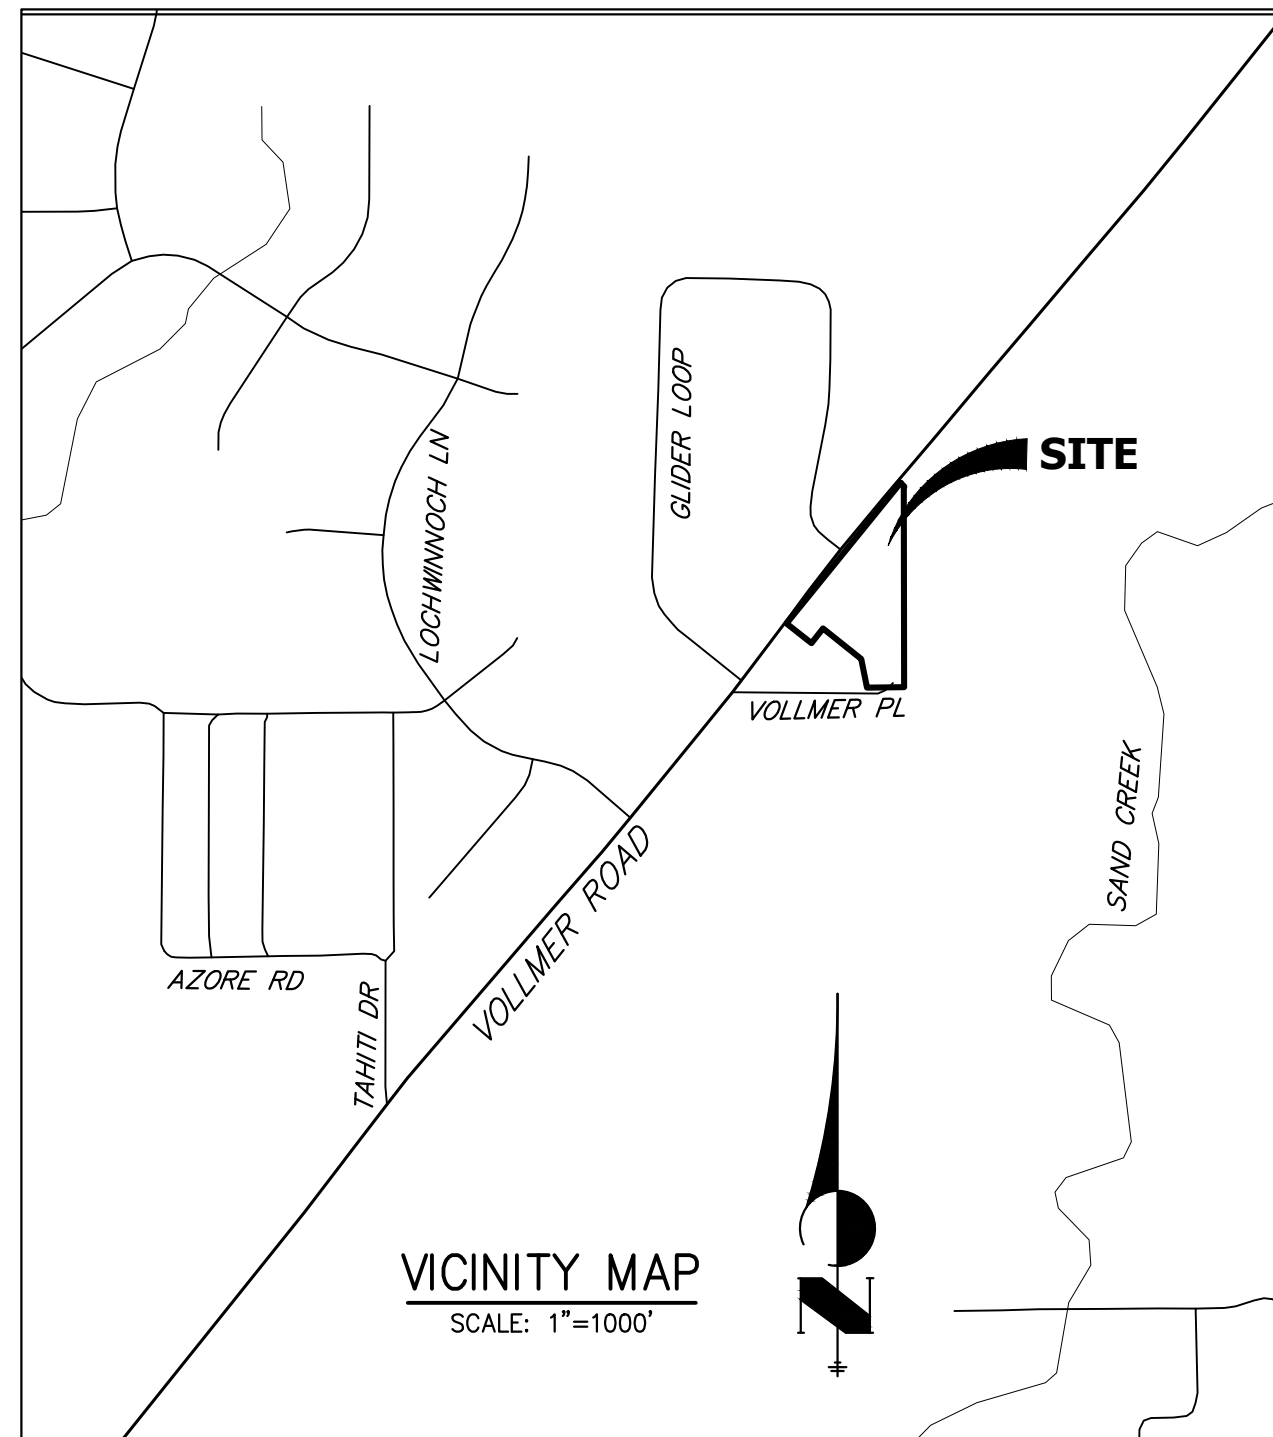 GLIDER LOOP
SITE
LOCHWINNOCH LN
VOLLMER PL
SAND CREEK
VOLLMER ROAD
AZORE RD
TAHITI DR
VICINITY MAP
SCALE: 1"=1000'
N